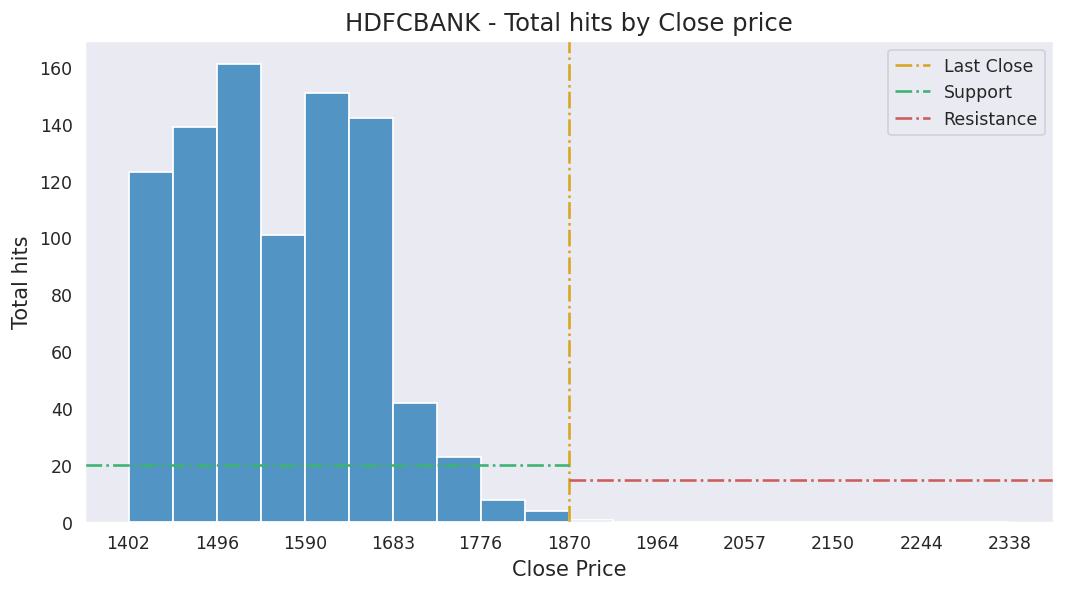 HDFCBANK - Total hits by Close price
Last Close
Support
Resistance
Total hits
160
140
120
100
80
60
40
20
0
1402 1496 1590 1683 1776 1870 1964 2057 2150 2244 2338
Close Price